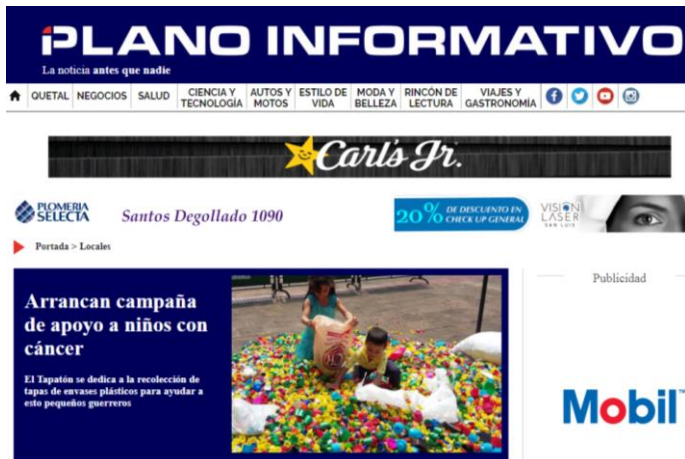 PLANO INFORMATIVO
La noticia antes que nadie
QUETAL NEGOCIOS SALUD CIENCIA Y TECNOLOGÍA AUTOS Y MOTOS ESTILO DE VIDA MODA Y BELLEZA RINCÓN DE LECTURA VIAJES Y GASTRONOMÍA
Carl's Jr.
PLOMERIA SELECTA
Santos Degollado 1090
20% DE DESCUENTO EN CHECK UP GENERAL
VISION LASER
SAN LUIS
Portada > Locales
Publicidad
Arrancan campaña
de apoyo a niños con
cáncer
El Tapatón se dedica a la recolección de
tapas de envases plásticos para ayudar a
esto pequeños guerreros
Mobil